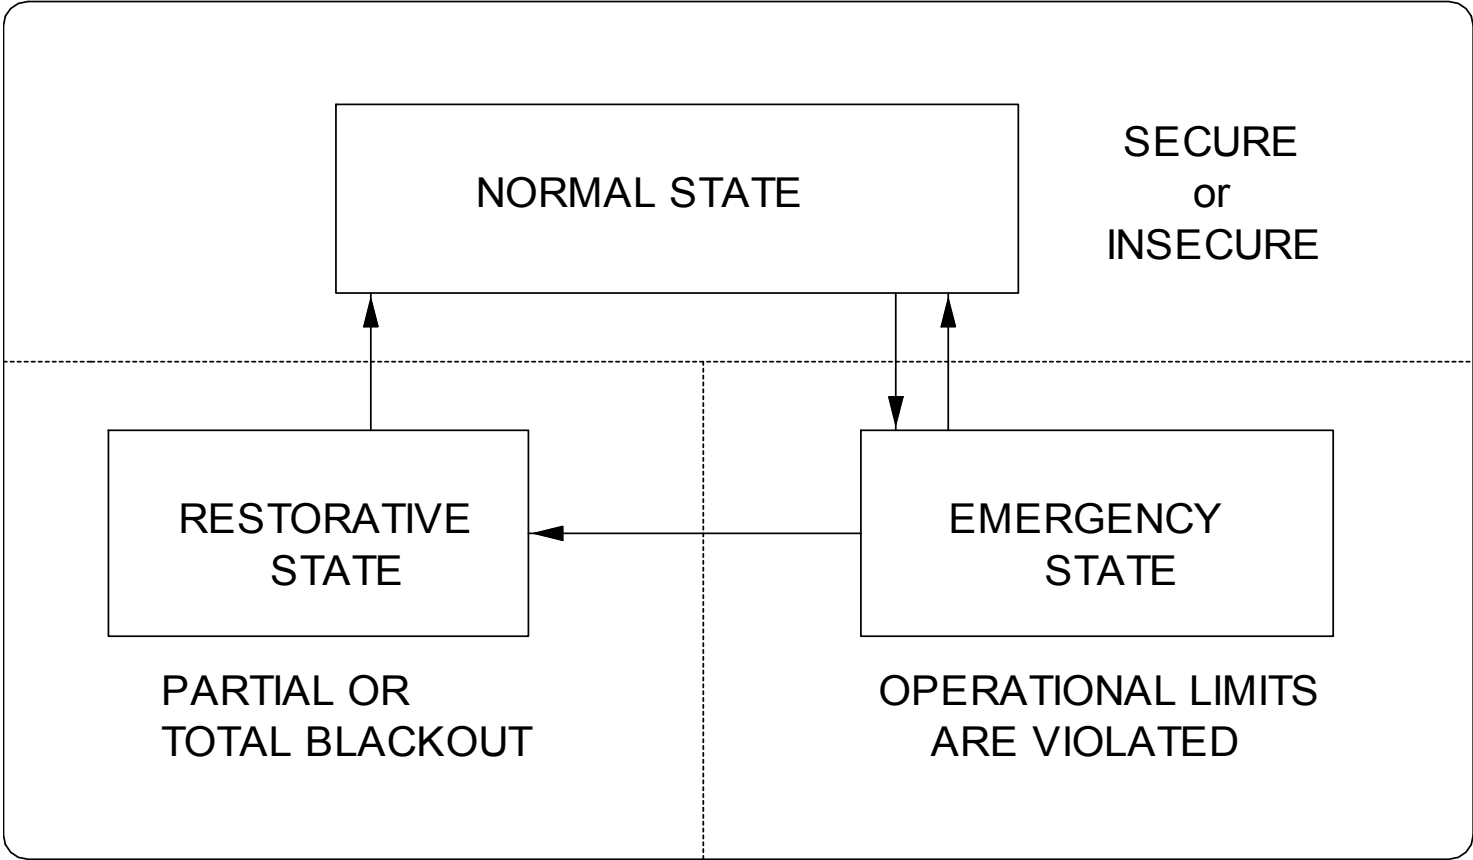 NORMAL STATE
SECURE
or
INSECURE
RESTORATIVE
STATE
PARTIAL OR
TOTAL BLACKOUT
EMERGENCY
STATE
OPERATIONAL LIMITS
ARE VIOLATED